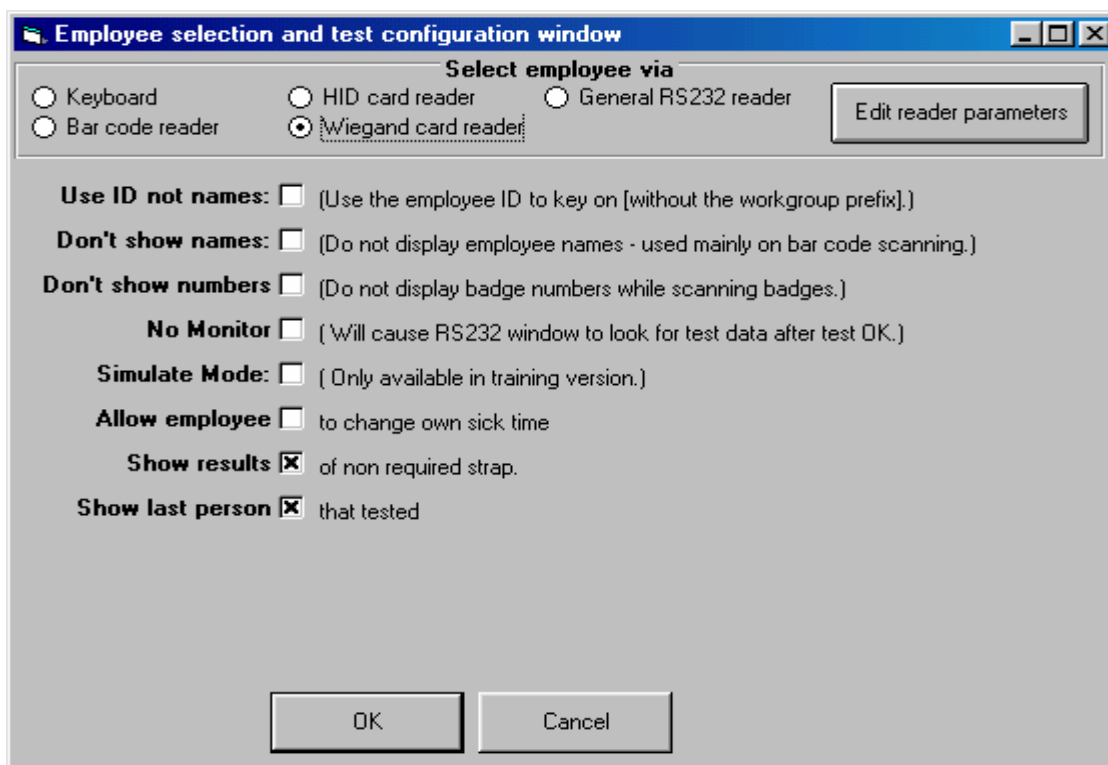 Employee selection and test configuration window
Select employee via
Keyboard HID card reader General RS232 reader
Edit reader parameters
Bar code reader Wiegand card reader
Use ID not names: (Use the employee ID to key on [without the workgroup prefix].)
Don't show names: (Do not display employee names - used mainly on bar code scanning.)
Don't show numbers (Do not display badge numbers while scanning badges.)
No Monitor ( Will cause RS232 window to look for test data after test OK.)
Simulate Mode: ( Only available in training version.)
Allow employee to change own sick time
Show results of non required strap.
Show last person that tested
OK Cancel